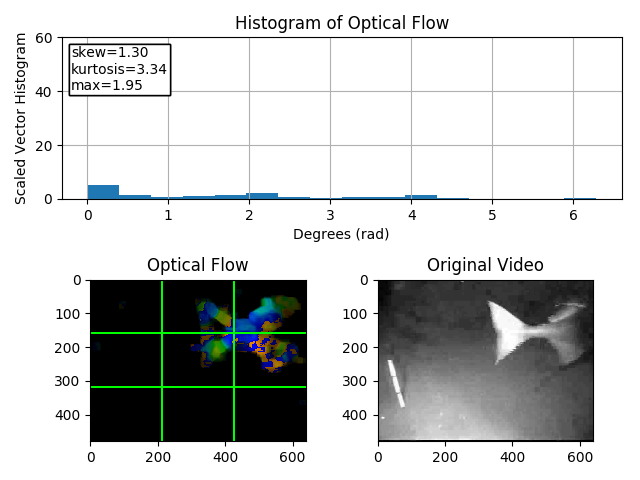 Histogram of Optical Flow
60
40
20
0
Scaled Vector Histogram
skew=1.30
kurtosis=3.34
max=1.95
0 1 2 3 4 5 6
Degrees (rad)
Optical Flow
0
100
200
300
400
0 200 400 600
Original Video
0
100
200
300
400
0 200 400 600